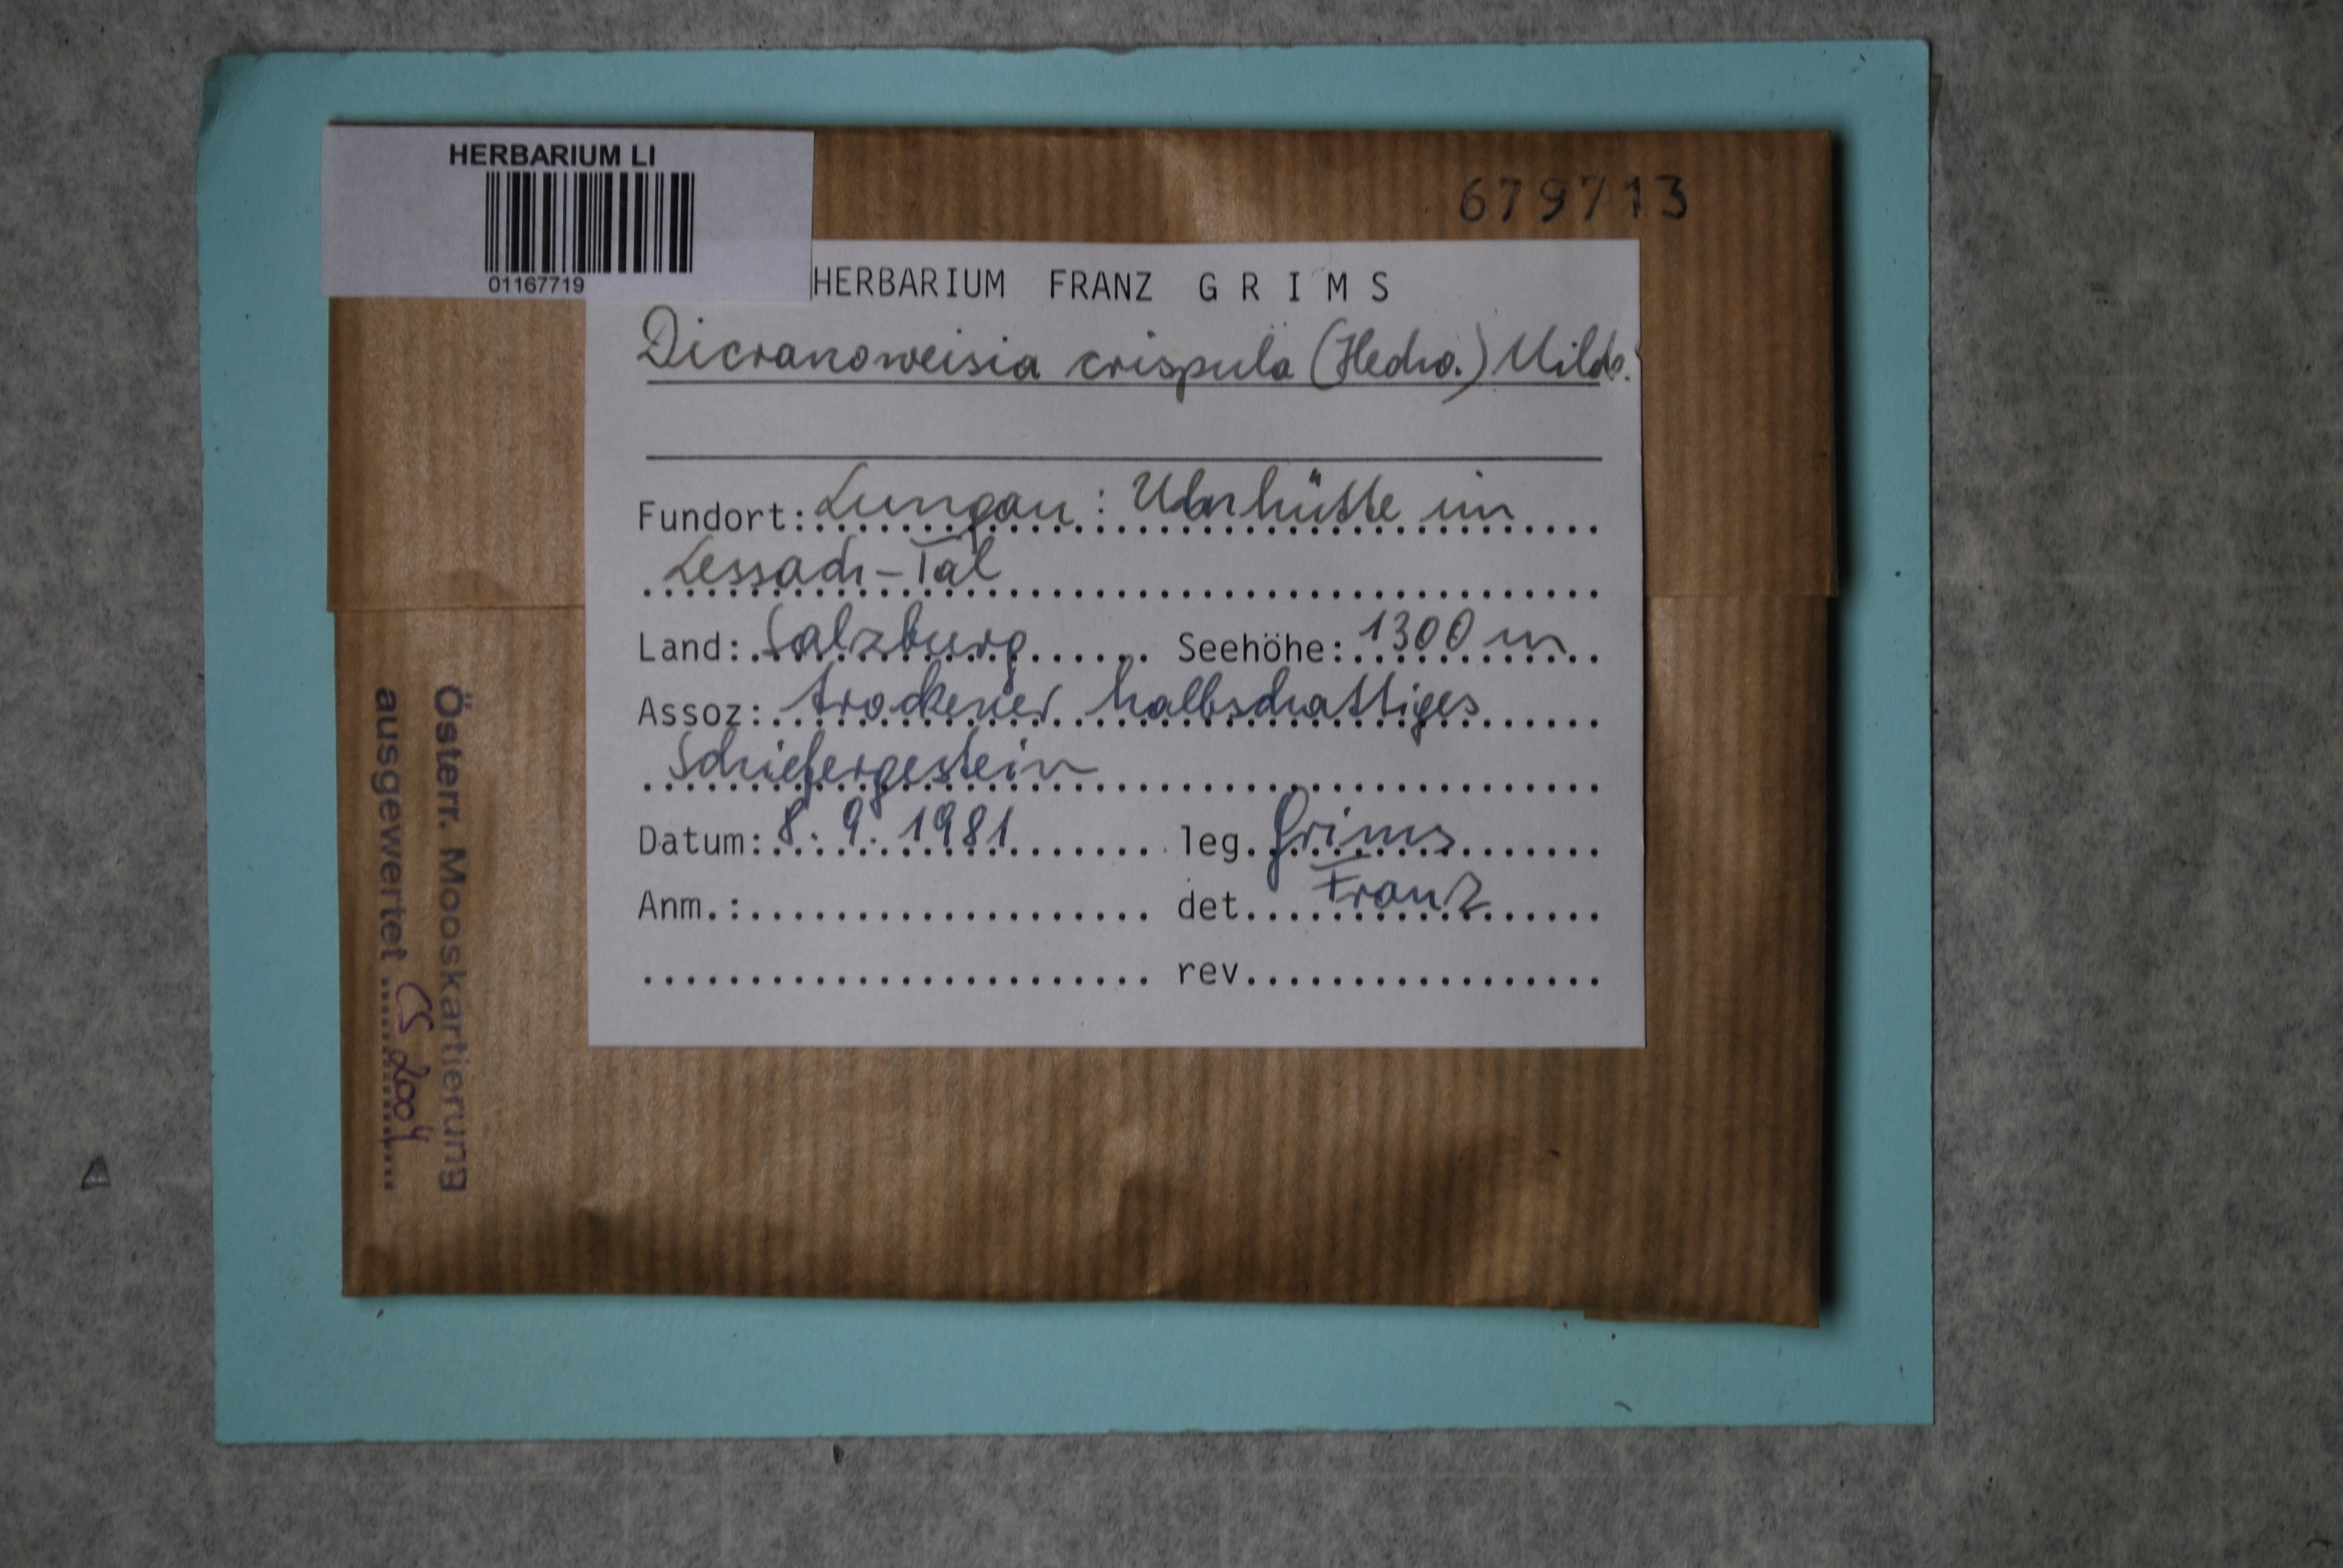 HERBARIUM LI
01167719
679713
HERBARIUM FRANZ GRIMS
Dicranoweisia crispula (Hedw.) Milde
Fundort: Lungau: im
Lessach-Tal
Land: Salzburg Seehöhe: 1300 m
Assoz: trockenes halbschattiges
Schiefergestein
Datum: 8. 9. 1981 leg. Grims
Anm.: det. Franz
rev.
Österr. Mooskartierung
ausgewertet CS 2004